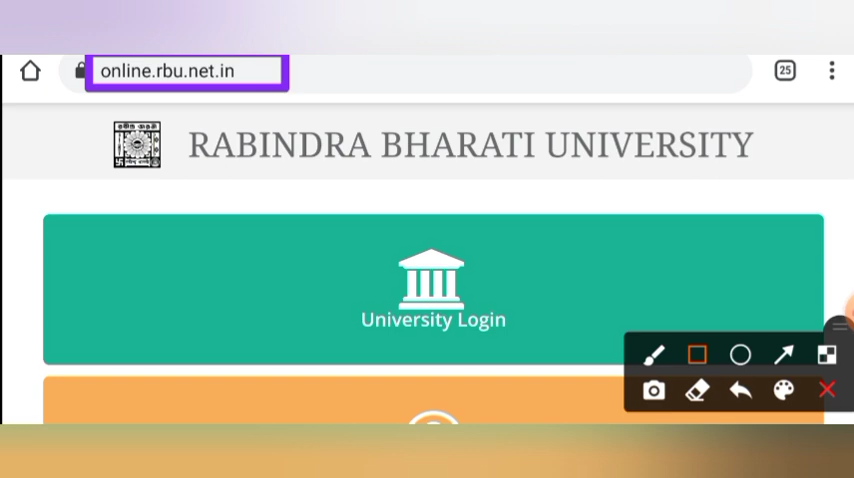 online.rbu.net.in
25
RABINDRA BHARATI UNIVERSITY
University Login